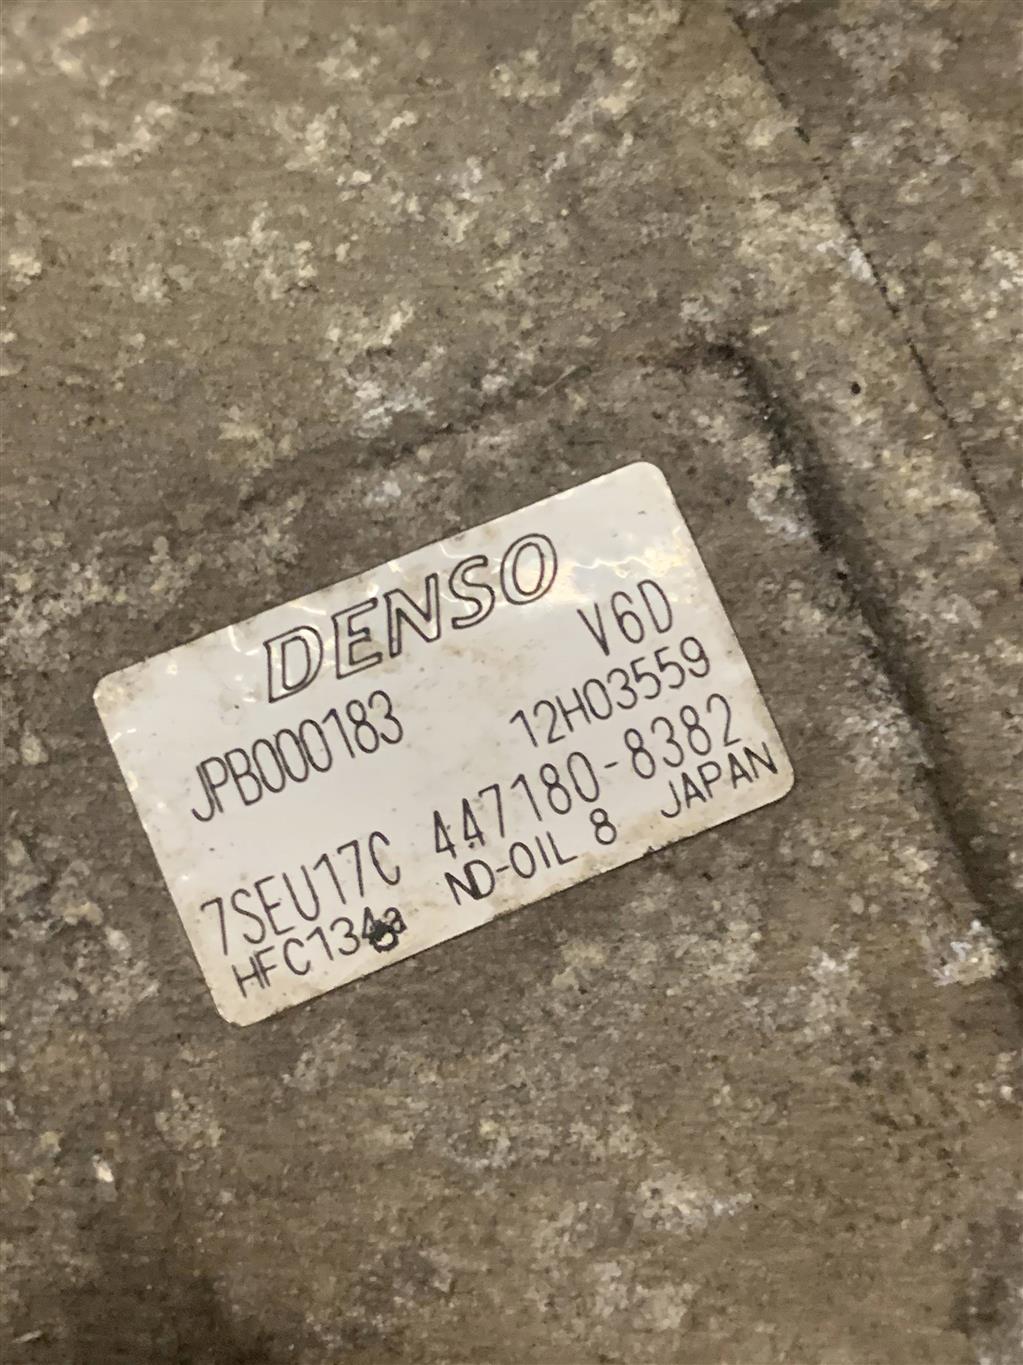 DENSO
V6D
JPB000183 12H03559
7SEU17C 447180-8382
HFC134a ND-OIL 8 JAPAN